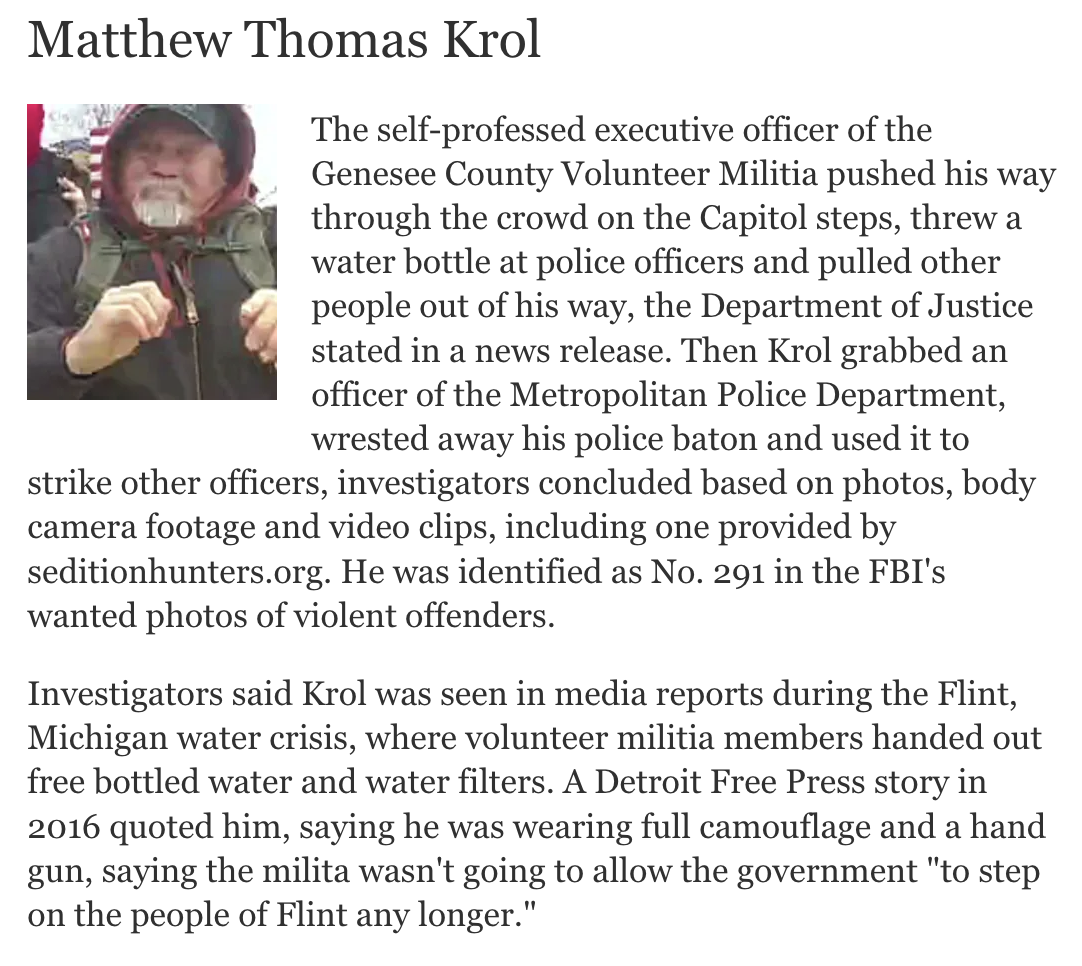 Matthew Thomas Krol
The self-professed executive officer of the
Genesee County Volunteer Militia pushed his way
through the crowd on the Capitol steps, threw a
water bottle at police officers and pulled other
people out of his way, the Department of Justice
stated in a news release. Then Krol grabbed an
officer of the Metropolitan Police Department,
wrested away his police baton and used it to
strike other officers, investigators concluded based on photos, body
camera footage and video clips, including one provided by
seditionhunters.org. He was identified as No. 291 in the FBI's
wanted photos of violent offenders.
Investigators said Krol was seen in media reports during the Flint,
Michigan water crisis, where volunteer militia members handed out
free bottled water and water filters. A Detroit Free Press story in
2016 quoted him, saying he was wearing full camouflage and a hand
gun, saying the milita wasn't going to allow the government "to step
on the people of Flint any longer."